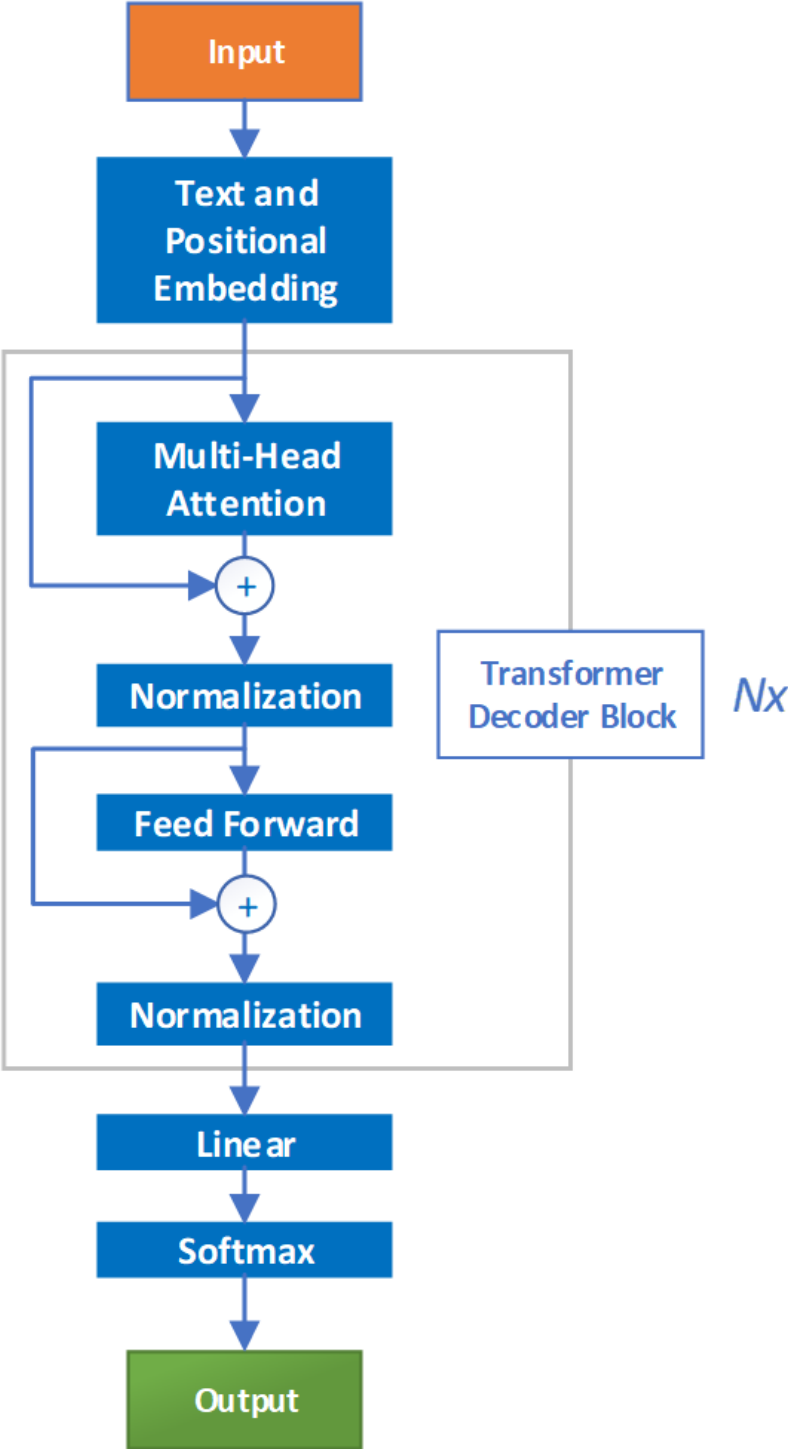 Input
Text and
Positional
Embedding
Multi-Head
Attention
+
Normalization
Transformer
Decoder Block
Nx
Feed Forward
+
Normalization
Linear
Softmax
Output